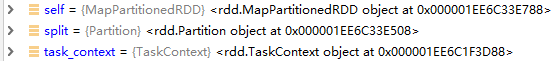 self = {MapPartitionedRDD} <rdd.MapPartitionedRDD object at 0x000001EE6C33E788>
split = {Partition} <rdd.Partition object at 0x000001EE6C33E508>
task_context = {TaskContext} <rdd.TaskContext object at 0x000001EE6C1F3D88>